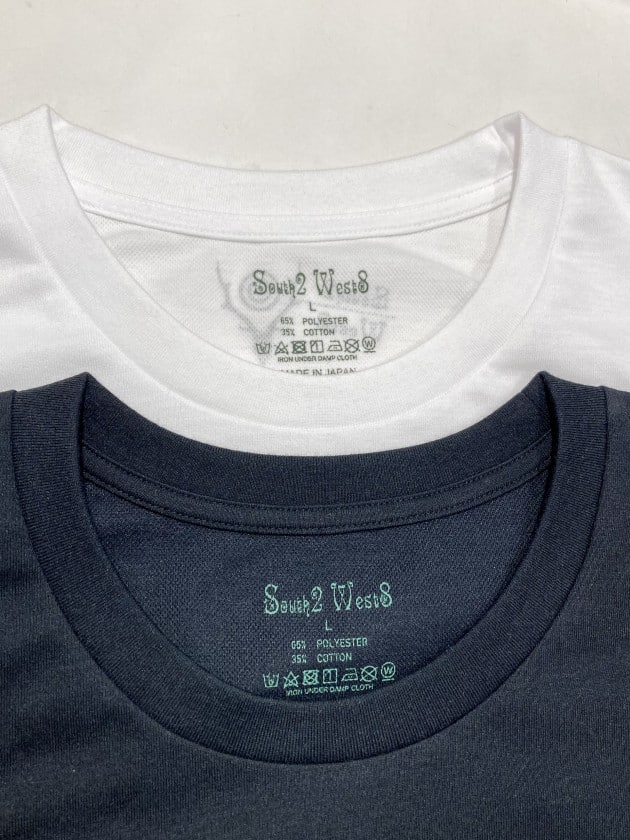 South2 West8
L
65% POLYESTER
35% COTTON
IRON UNDER DAMP CLOTH
MADE IN JAPAN
South2 West8
L
65% POLYESTER
35% COTTON
IRON UNDER DAMP CLOTH